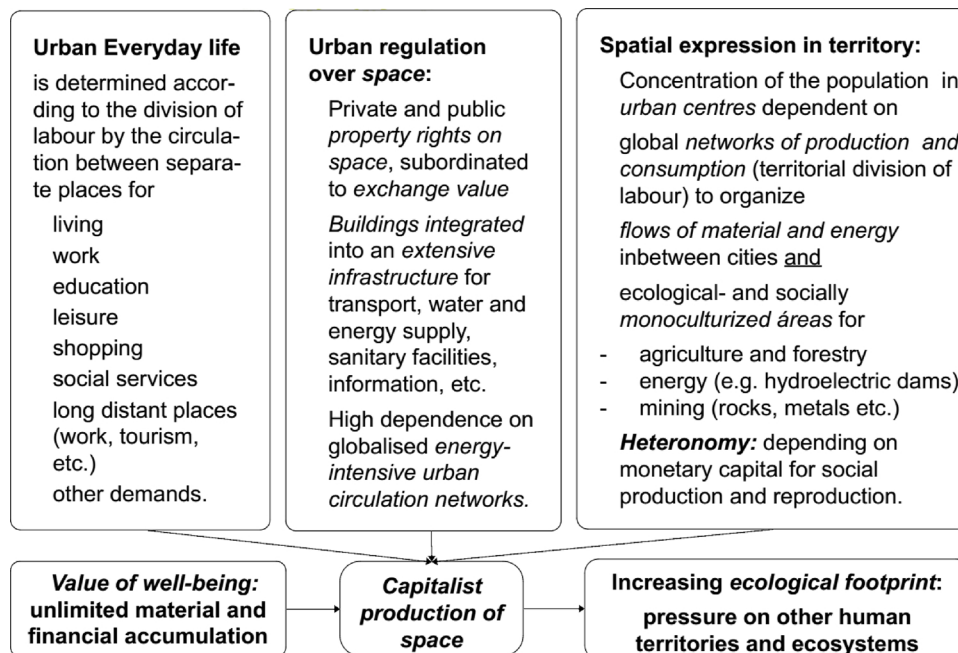 Urban Everyday life
is determined accor-
ding to the division of
labour by the circula-
tion between separa-
te places for
living
work
education
leisure
shopping
social services
long distant places
(work, tourism,
etc.)
other demands.
Urban regulation
over space:
Private and public
property rights on
space, subordinated
to exchange value
Buildings integrated
into an extensive
infrastructure for
transport, water and
energy supply,
sanitary facilities,
information, etc.
High dependence on
globalised energy-
intensive urban
circulation networks.
Spatial expression in territory:
Concentration of the population in
urban centres dependent on
global networks of production and
consumption (territorial division of
labour) to organize
flows of material and energy
inbetween cities and
ecological- and socially
monoculturized áreas for
- agriculture and forestry
- energy (e.g. hydroelectric dams)
- mining (rocks, metals etc.)
Heteronomy: depending on
monetary capital for social
production and reproduction.
Value of well-being:
unlimited material and
financial accumulation
Capitalist
production of
space
Increasing ecological footprint:
pressure on other human
territories and ecosystems